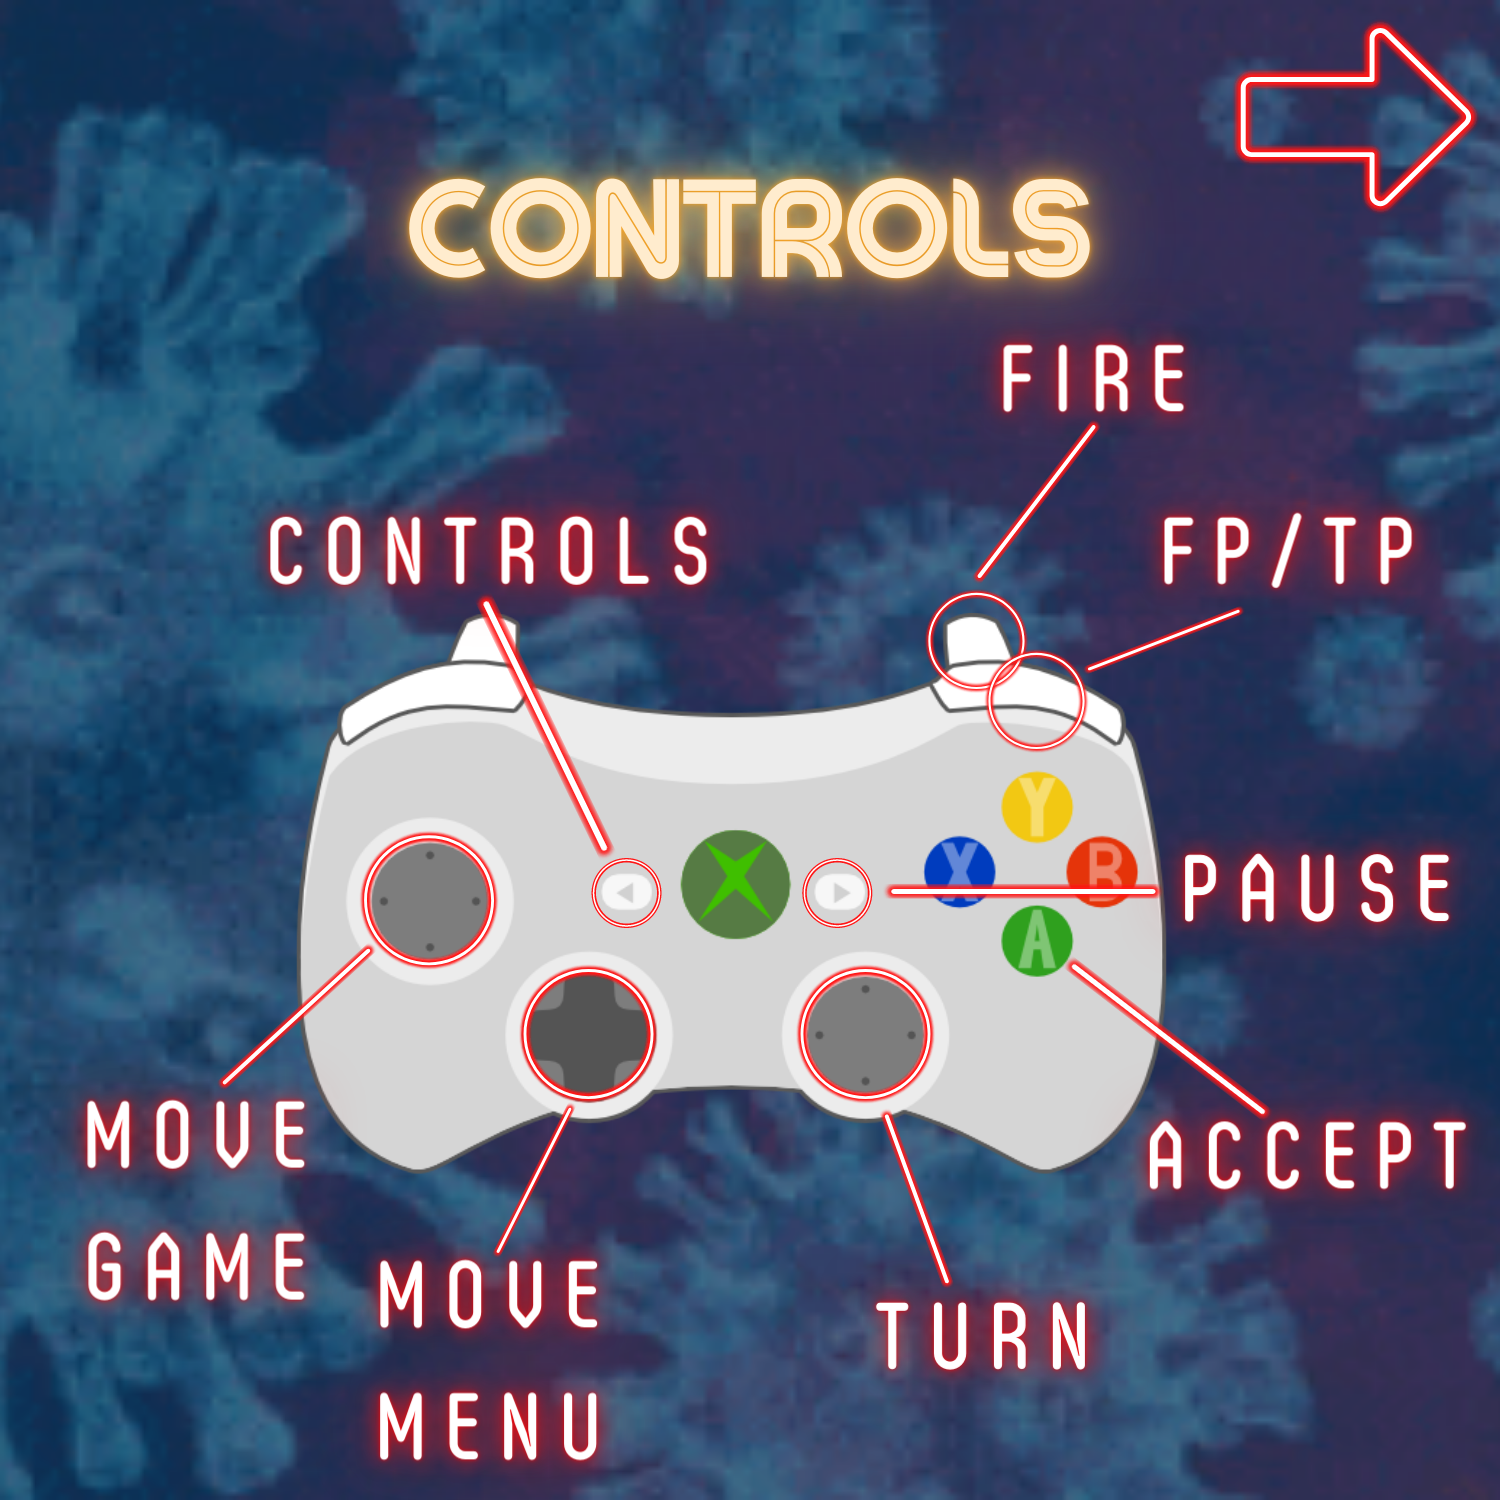 CONTROLS
FIRE
CONTROLS
FP/TP
Y
X
B
PAUSE
A
MOVE
GAME
ACCEPT
MOVE
MENU
TURN